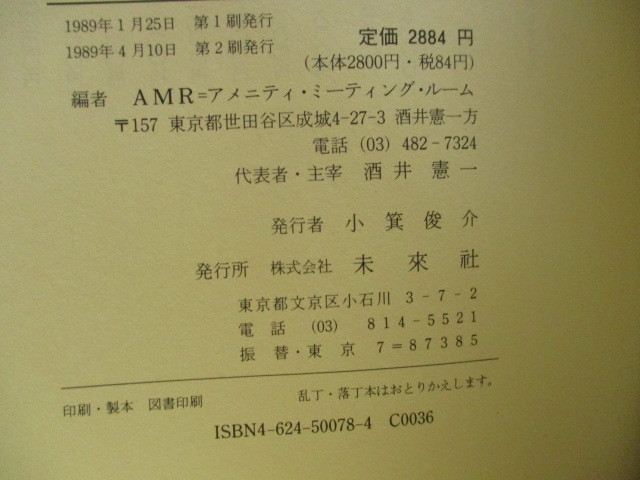 1989年1月25日 第1刷発行
1989年4月10日 第2刷発行
定価 2884 円
(本体2800円・税84円)
編者 AMR=アメニティ・ミーティング・ルーム
〒157 東京都世田谷区成城4-27-3 酒井憲一方
電話 (03) 482-7324
代表者・主宰 酒井憲一
発行者 小箕俊介
発行所 株式会社 未來社
東京都文京区小石川 3-7-2
電話 (03) 814-5521
振替・東京 7=87385
乱丁・落丁本はおとりかえします。
印刷・製本 図書印刷
ISBN4-624-50078-4 C0036